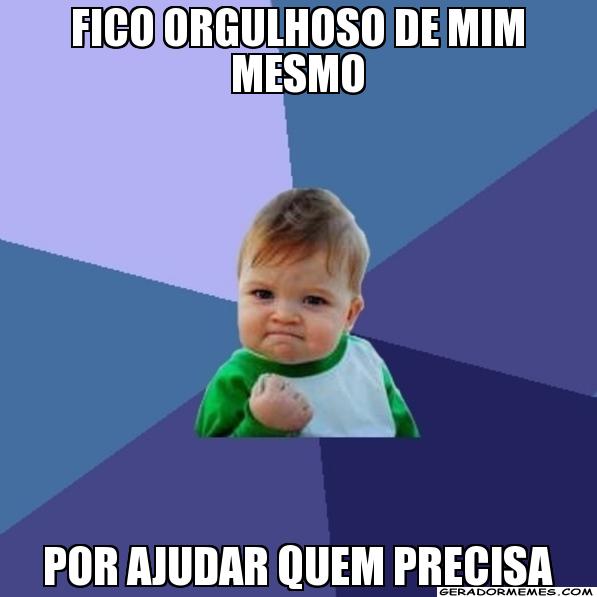 FICO ORGULHOSO DE MIM
MESMO
POR AJUDAR QUEM PRECISA
GERADORMEMES.COM